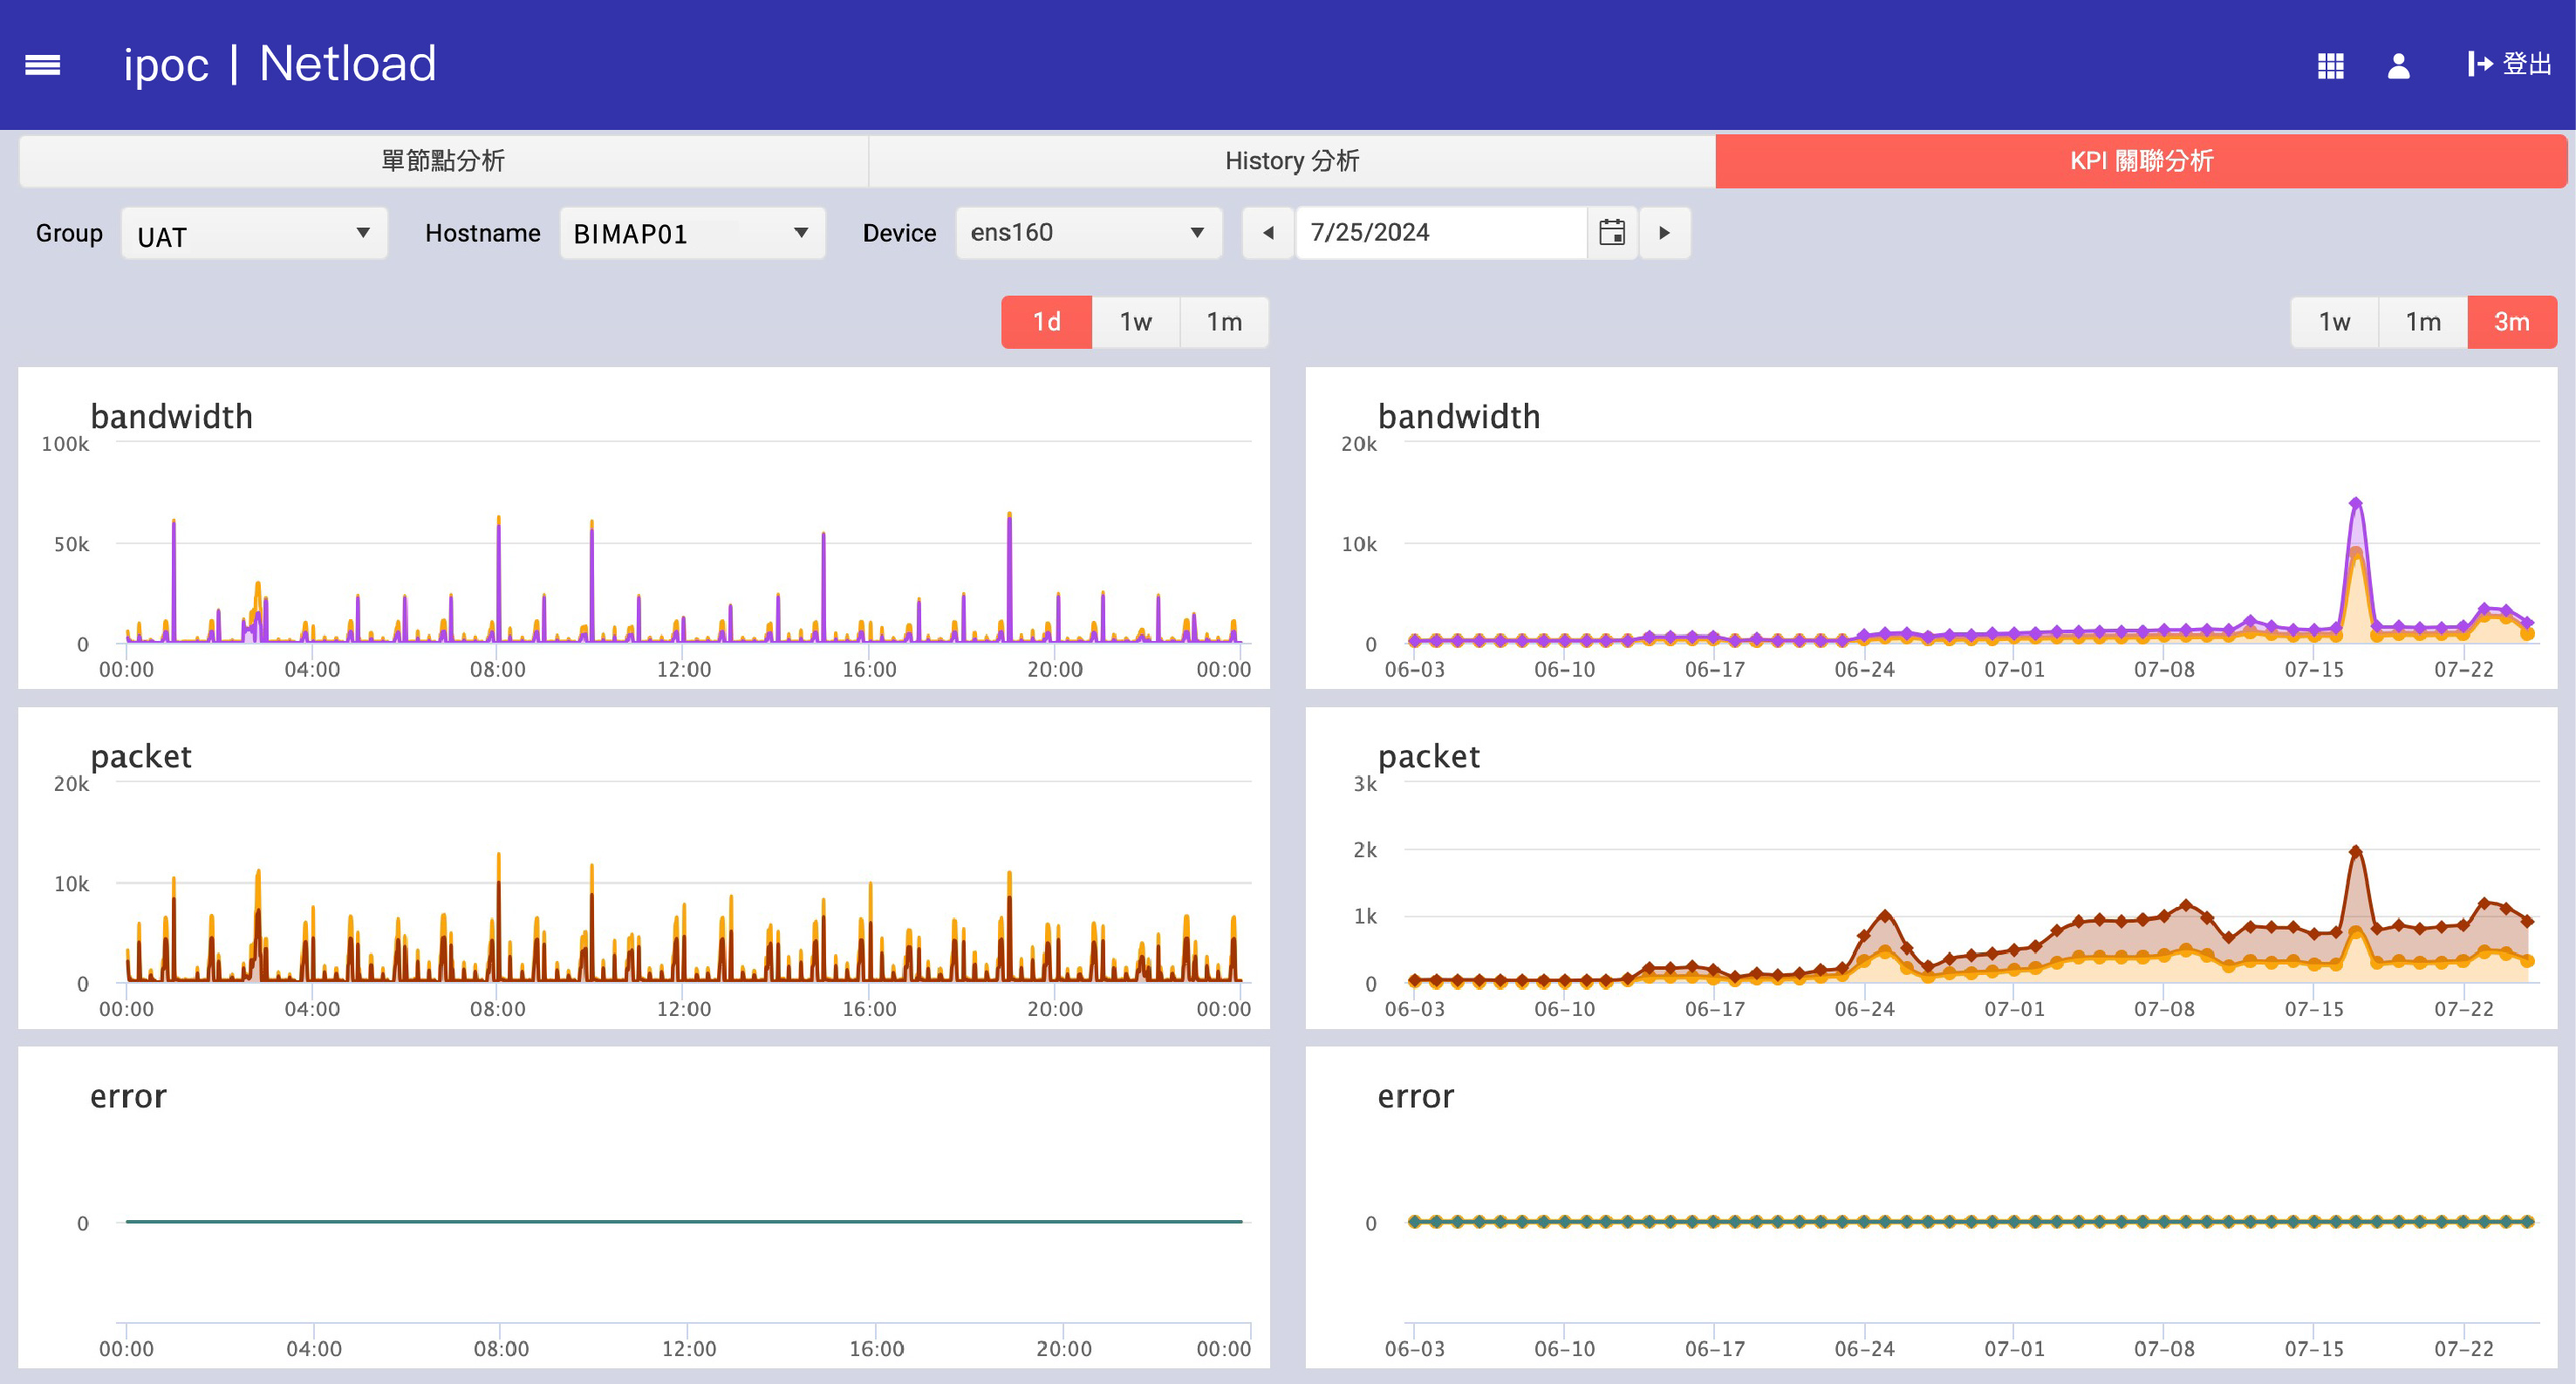 ipoc | Netload
登出
單節點分析
History 分析
KPI 關聯分析
Group
UAT
Hostname
BIMAP01
Device
ens160
7/25/2024
1d
1w
1m
1w
1m
3m
bandwidth
100k
50k
0
00:00
04:00
08:00
12:00
16:00
20:00
00:00
bandwidth
20k
10k
0
06-03
06-10
06-17
06-24
07-01
07-08
07-15
07-22
packet
20k
10k
0
00:00
04:00
08:00
12:00
16:00
20:00
00:00
packet
3k
2k
1k
0
06-03
06-10
06-17
06-24
07-01
07-08
07-15
07-22
error
0
00:00
04:00
08:00
12:00
16:00
20:00
00:00
error
0
06-03
06-10
06-17
06-24
07-01
07-08
07-15
07-22